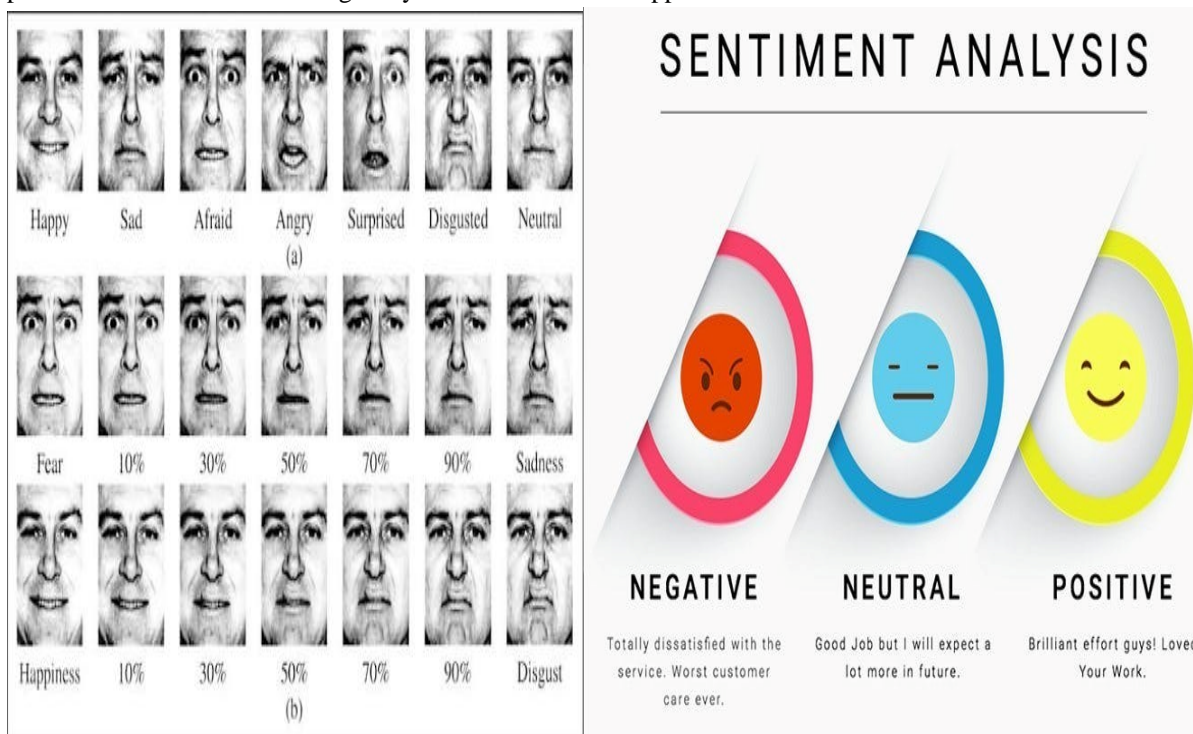 Happy Sad Afraid Angry Surprised Disgusted Neutral
(a)
Fear 10% 30% 50% 70% 90% Sadness
Happiness 10% 30% 50% 70% 90% Disgust
(b)
SENTIMENT ANALYSIS
NEGATIVE
Totally dissatisfied with the
service. Worst customer
care ever.
NEUTRAL
Good Job but I will expect a
lot more in future.
POSITIVE
Brilliant effort guys! Loved
Your Work.